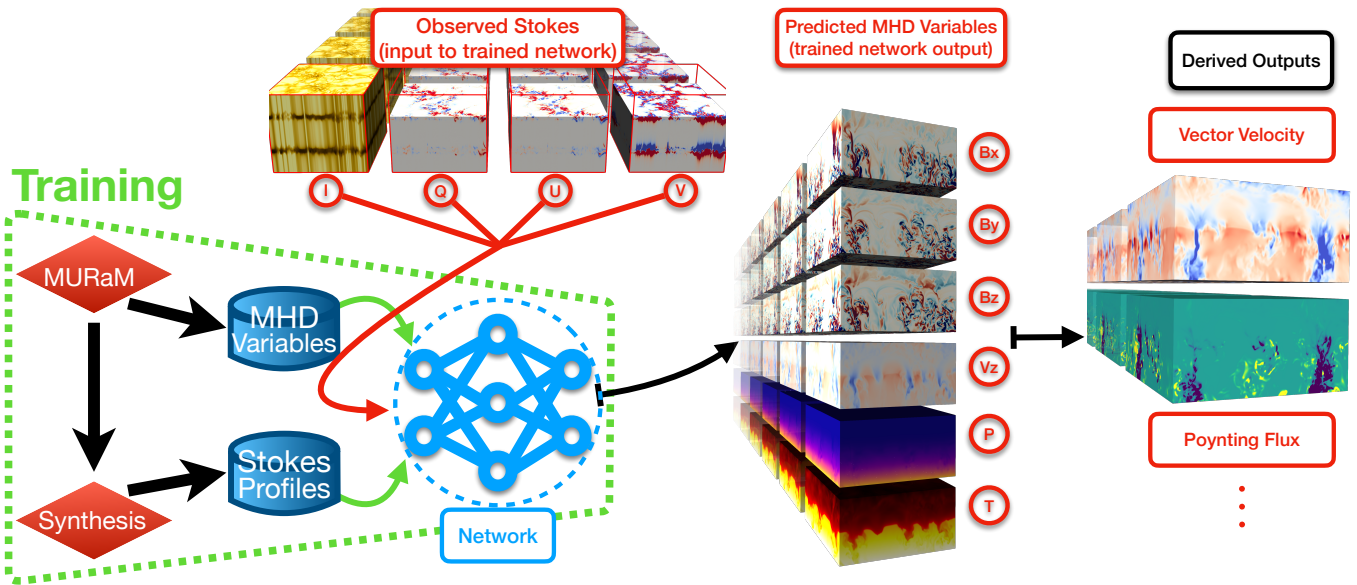 Observed Stokes
(input to trained network)
I
Q
U
V
Training
MURaM
MHD
Variables
Synthesis
Stokes
Profiles
Network
Predicted MHD Variables
(trained network output)
Bx
By
Bz
Vz
P
T
Derived Outputs
Vector Velocity
Poynting Flux